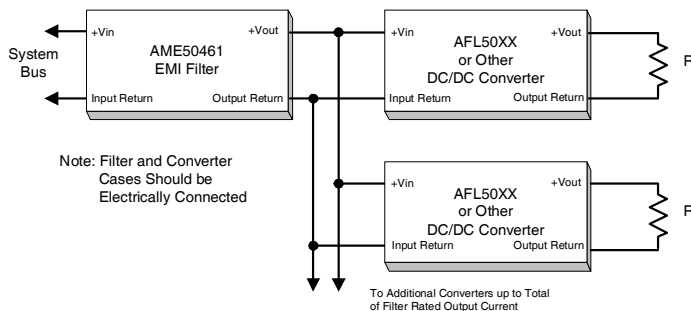 System
Bus
+Vin
+Vout
AME50461
EMI Filter
Input Return
Output Return
+Vin
+Vout
AFL50XX
or Other
DC/DC Converter
Input Return
Output Return
R
Note: Filter and Converter
Cases Should be
Electrically Connected
+Vin
+Vout
AFL50XX
or Other
DC/DC Converter
Input Return
Output Return
R
To Additional Converters up to Total
of Filter Rated Output Current